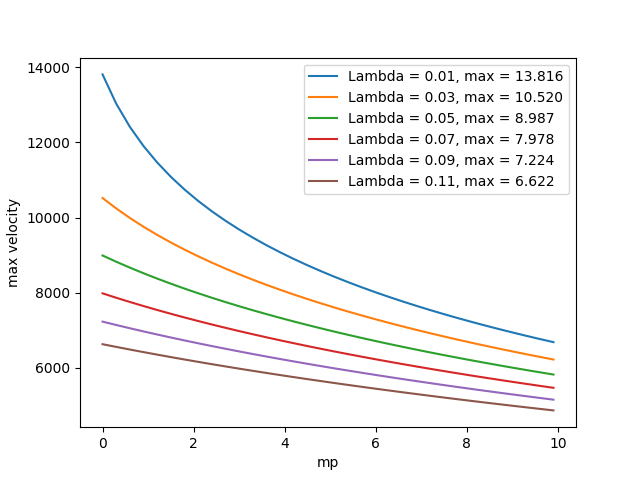 14000
12000
10000
8000
6000
max velocity
Lambda = 0.01, max = 13.816
Lambda = 0.03, max = 10.520
Lambda = 0.05, max = 8.987
Lambda = 0.07, max = 7.978
Lambda = 0.09, max = 7.224
Lambda = 0.11, max = 6.622
0 2 4 6 8 10
mp